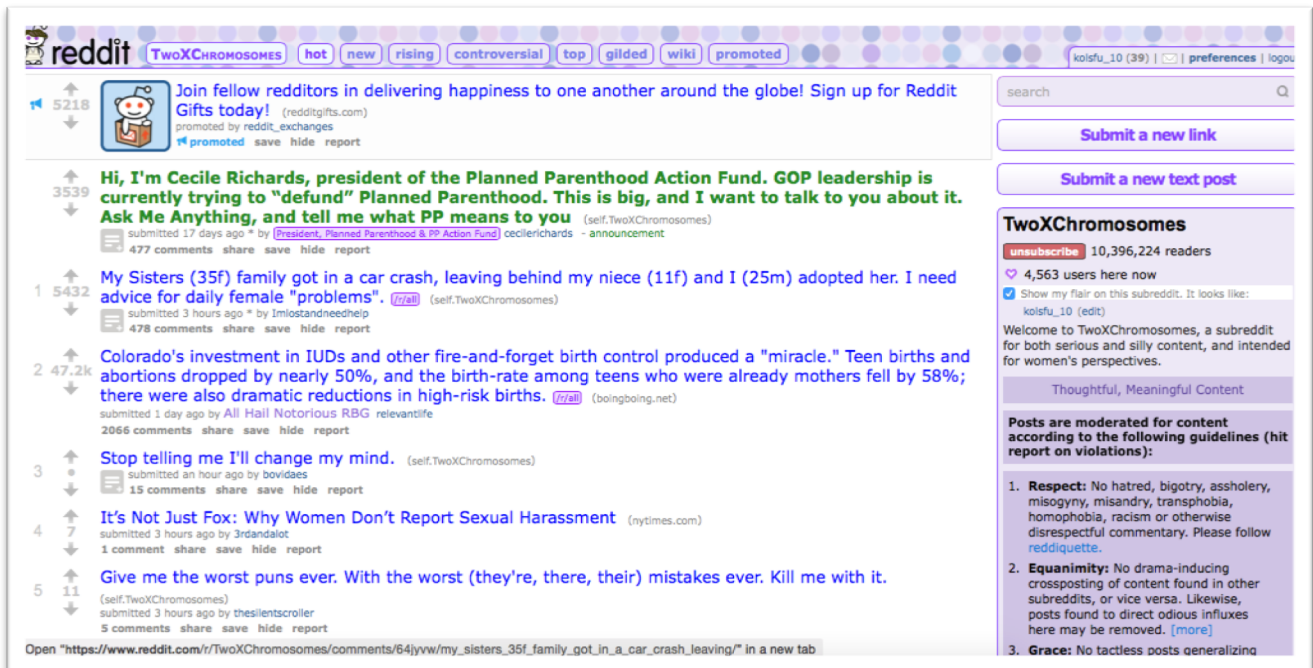 reddit TWOXCHROMOSOMES hot new rising controversial top gilded wiki promoted
kolsfu_10 (39) | | preferences | logou
5218
Join fellow redditors in delivering happiness to one another around the globe! Sign up for Reddit
Gifts today! (redditgifts.com)
promoted by reddit_exchanges
promoted save hide report
3539
Hi, I'm Cecile Richards, president of the Planned Parenthood Action Fund. GOP leadership is
currently trying to “defund” Planned Parenthood. This is big, and I want to talk to you about it.
Ask Me Anything, and tell me what PP means to you (self.TwoXChromosomes)
submitted 17 days ago * by President, Planned Parenthood & PP Action Fund cecilerichards - announcement
477 comments share save hide report
1 5432
My Sisters (35f) family got in a car crash, leaving behind my niece (11f) and I (25m) adopted her. I need
advice for daily female "problems". /r/all (self.TwoXChromosomes)
submitted 3 hours ago * by Imlostandneedhelp
478 comments share save hide report
2 47.2k
Colorado's investment in IUDs and other fire-and-forget birth control produced a "miracle." Teen births and
abortions dropped by nearly 50%, and the birth-rate among teens who were already mothers fell by 58%;
there were also dramatic reductions in high-risk births. /r/all (boingboing.net)
submitted 1 day ago by All Hail Notorious RBG relevantlife
2066 comments share save hide report
3 •
Stop telling me I'll change my mind. (self.TwoXChromosomes)
submitted an hour ago by bovidaes
15 comments share save hide report
4 7
It’s Not Just Fox: Why Women Don’t Report Sexual Harassment (nytimes.com)
submitted 3 hours ago by 3rdandalot
1 comment share save hide report
5 11
Give me the worst puns ever. With the worst (they're, there, their) mistakes ever. Kill me with it.
(self.TwoXChromosomes)
submitted 3 hours ago by thesilentscroller
5 comments share save hide report
Open "https://www.reddit.com/r/TwoXChromosomes/comments/64jyvw/my_sisters_35f_family_got_in_a_car_crash_leaving/" in a new tab
search
Submit a new link
Submit a new text post
TwoXChromosomes
unsubscribe 10,396,224 readers
4,563 users here now
Show my flair on this subreddit. It looks like:
kolsfu_10 (edit)
Welcome to TwoXChromosomes, a subreddit
for both serious and silly content, and intended
for women's perspectives.
Thoughtful, Meaningful Content
Posts are moderated for content
according to the following guidelines (hit
report on violations):
1. Respect: No hatred, bigotry, assholery,
misogyny, misandry, transphobia,
homophobia, racism or otherwise
disrespectful commentary. Please follow
reddiquette.
2. Equanimity: No drama-inducing
crossposting of content found in other
subreddits, or vice versa. Likewise,
posts found to direct odious influxes
here may be removed. [more]
3. Grace: No tactless posts generalizing